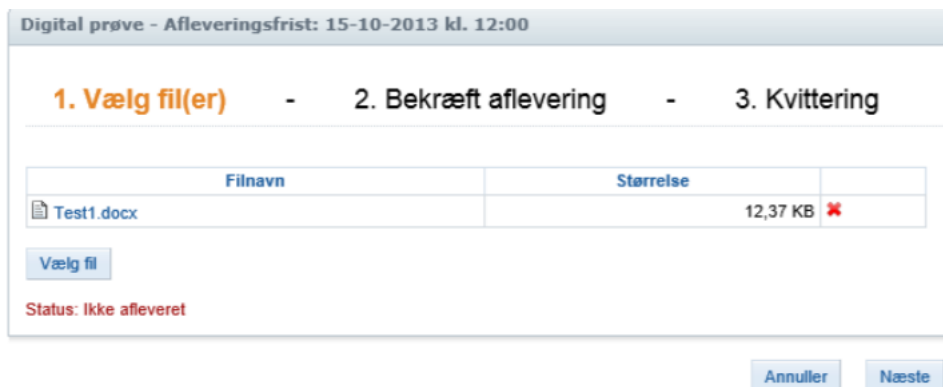 Digital prøve - Afleveringsfrist: 15-10-2013 kl. 12:00
1. Vælg fil(er) - 2. Bekræft aflevering - 3. Kvittering
Filnavn Størrelse
Test1.docx 12,37 KB
Vælg fil
Status: Ikke afleveret
Annuller Næste